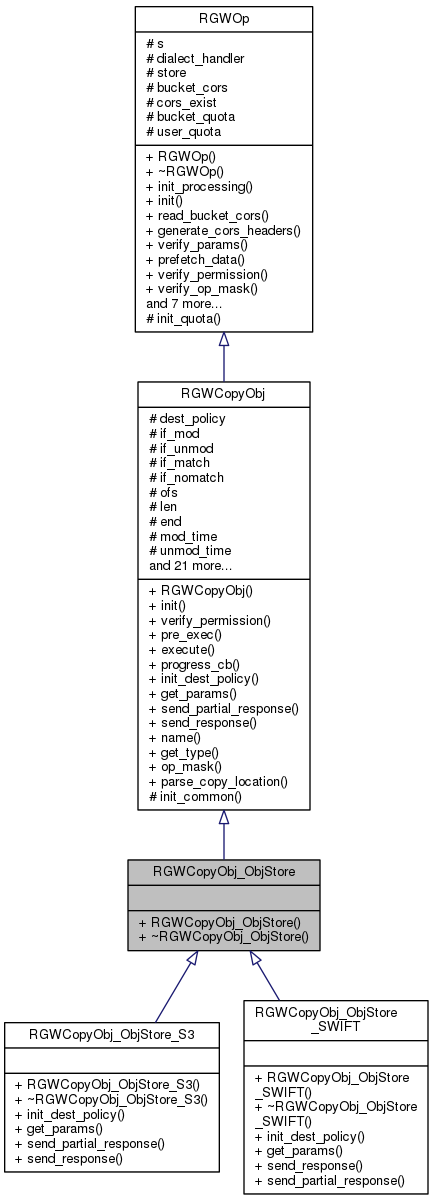 RGWOp
# s
# dialect_handler
# store
# bucket_cors
# cors_exist
# bucket_quota
# user_quota
+ RGWOp()
+ ~RGWOp()
+ init_processing()
+ init()
+ read_bucket_cors()
+ generate_cors_headers()
+ verify_params()
+ prefetch_data()
+ verify_permission()
+ verify_op_mask()
and 7 more...
# init_quota()
RGWCopyObj
# dest_policy
# if_mod
# if_unmod
# if_match
# if_nomatch
# ofs
# len
# end
# mod_time
# unmod_time
and 21 more...
+ RGWCopyObj()
+ init()
+ verify_permission()
+ pre_exec()
+ execute()
+ progress_cb()
+ init_dest_policy()
+ get_params()
+ send_partial_response()
+ send_response()
+ name()
+ get_type()
+ op_mask()
+ parse_copy_location()
# init_common()
RGWCopyObj_ObjStore
+ RGWCopyObj_ObjStore()
+ ~RGWCopyObj_ObjStore()
RGWCopyObj_ObjStore_S3
+ RGWCopyObj_ObjStore_S3()
+ ~RGWCopyObj_ObjStore_S3()
+ init_dest_policy()
+ get_params()
+ send_partial_response()
+ send_response()
RGWCopyObj_ObjStore
_SWIFT
+ RGWCopyObj_ObjStore
_SWIFT()
+ ~RGWCopyObj_ObjStore
_SWIFT()
+ init_dest_policy()
+ get_params()
+ send_response()
+ send_partial_response()